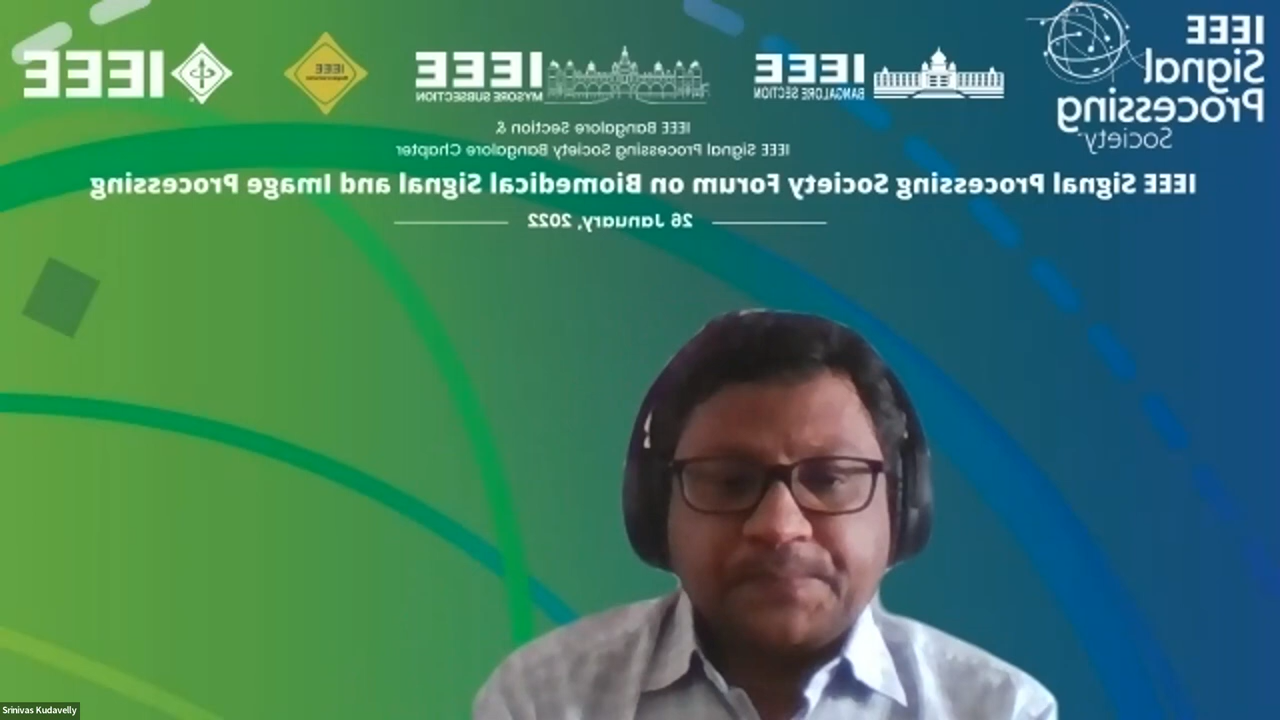 IEEE
IEEE
IEEE
MYSORE SUBSECTION
IEEE
BANGALORE SECTION
IEEE
Signal
Processing
Society
IEEE Bangalore Section &
IEEE Signal Processing Society Bangalore Chapter
IEEE Signal Processing Society Forum on Biomedical Signal and Image Processing
26 January, 2022
Srinivas Kudavelly